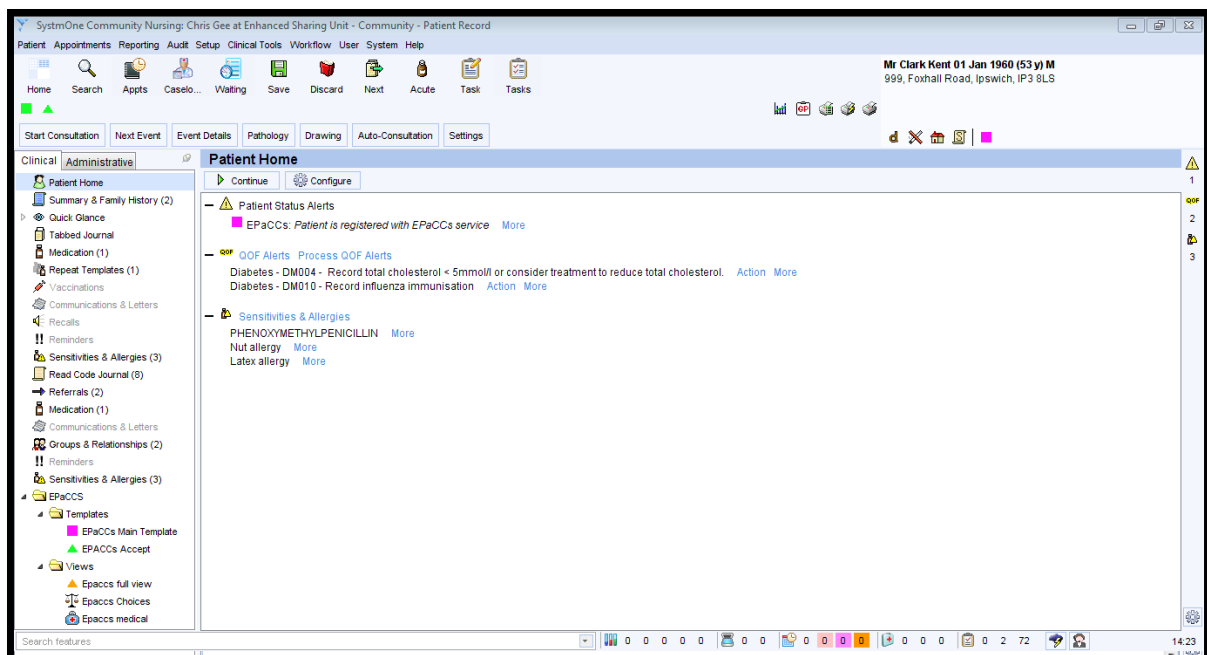 SystmOne Community Nursing: Chris Gee at Enhanced Sharing Unit - Community - Patient Record
Patient Appointments Reporting Audit Setup Clinical Tools Workflow User System Help
Home Search Appts Caselo... Waiting Save Discard Next Acute Task Tasks
Mr Clark Kent 01 Jan 1960 (53 y) M
999, Foxhall Road, Ipswich, IP3 8LS
GP
Start Consultation Next Event Event Details Pathology Drawing Auto-Consultation Settings
d
Clinical Administrative
Patient Home
Summary & Family History (2)
Quick Glance
Tabbed Journal
Medication (1)
Repeat Templates (1)
Vaccinations
Communications & Letters
Recalls
Reminders
Sensitivities & Allergies (3)
Read Code Journal (8)
Referrals (2)
Medication (1)
Communications & Letters
Groups & Relationships (2)
Reminders
Sensitivities & Allergies (3)
EPaCCS
Templates
EPaCCs Main Template
EPACCs Accept
Views
Epaccs full view
Epaccs Choices
Epaccs medical
Patient Home
Continue Configure
Patient Status Alerts
EPaCCs: Patient is registered with EPaCCs service More
QOF QOF Alerts Process QOF Alerts
Diabetes - DM004 - Record total cholesterol < 5mmol/l or consider treatment to reduce total cholesterol. Action More
Diabetes - DM010 - Record influenza immunisation Action More
Sensitivities & Allergies
PHENOXYMETHYLPENICILLIN More
Nut allergy More
Latex allergy More
1
QOF
2
3
Search features
0 0 0 0 0 0 0 0 0 0 0 0 0 0 0 2 72
14:23